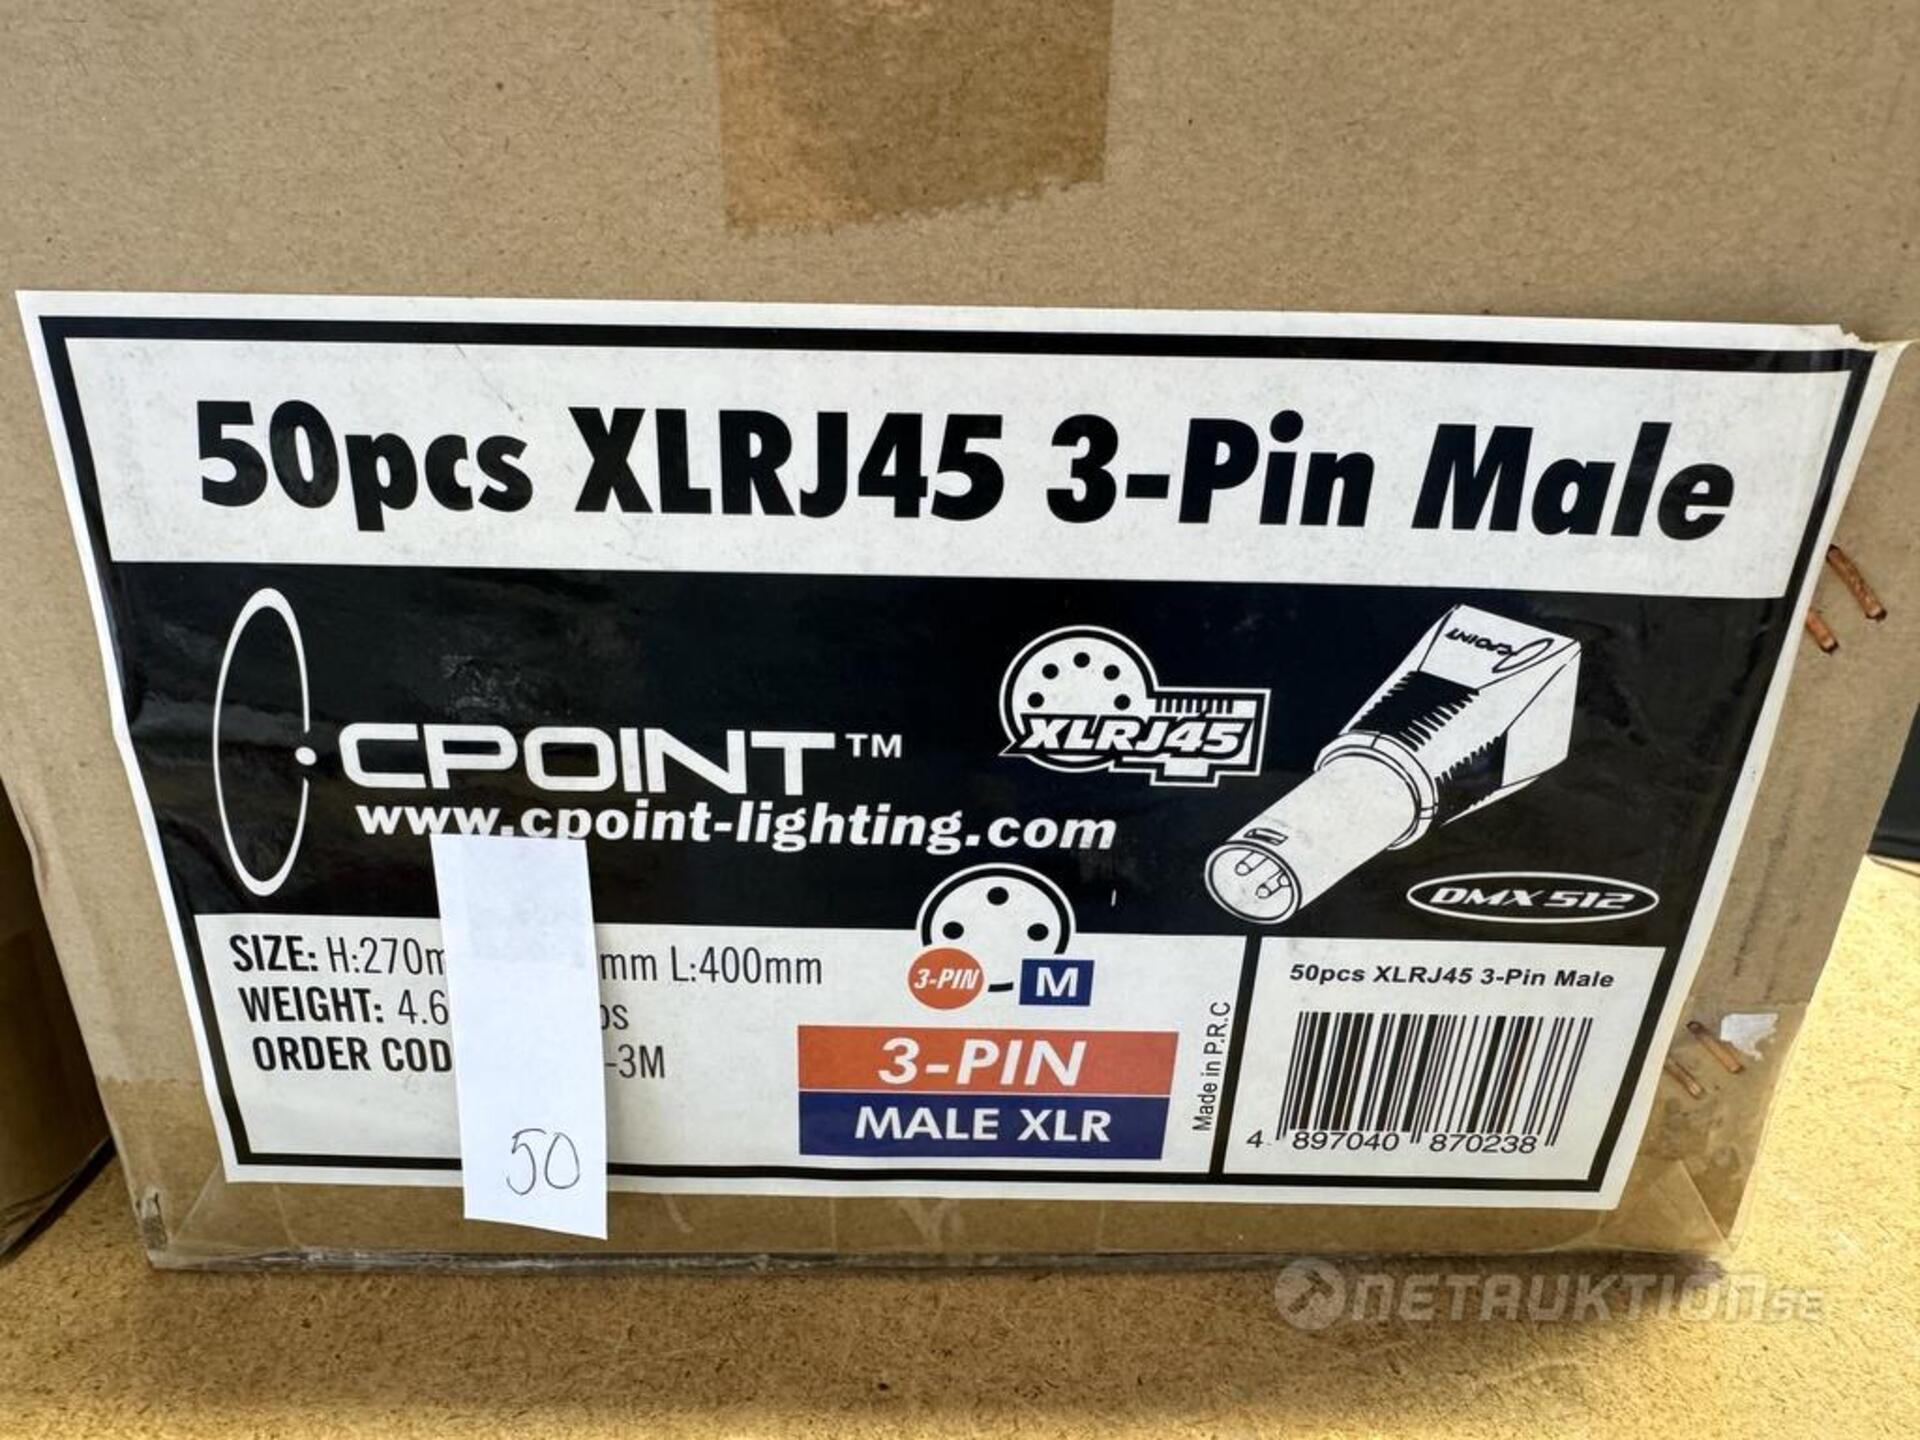 50pcs XLRJ45 3-Pin Male
CPOINT
XLRJ45
CPOINT™
www.cpoint-lighting.com
DMX 512
SIZE: H:270m mm L:400mm
WEIGHT: 4.6
ORDER COD -3M
3-PIN M
3-PIN
MALE XLR
Made in P.R.C
50pcs XLRJ45 3-Pin Male
4 897040 870238
50
NETAUKTION.SE